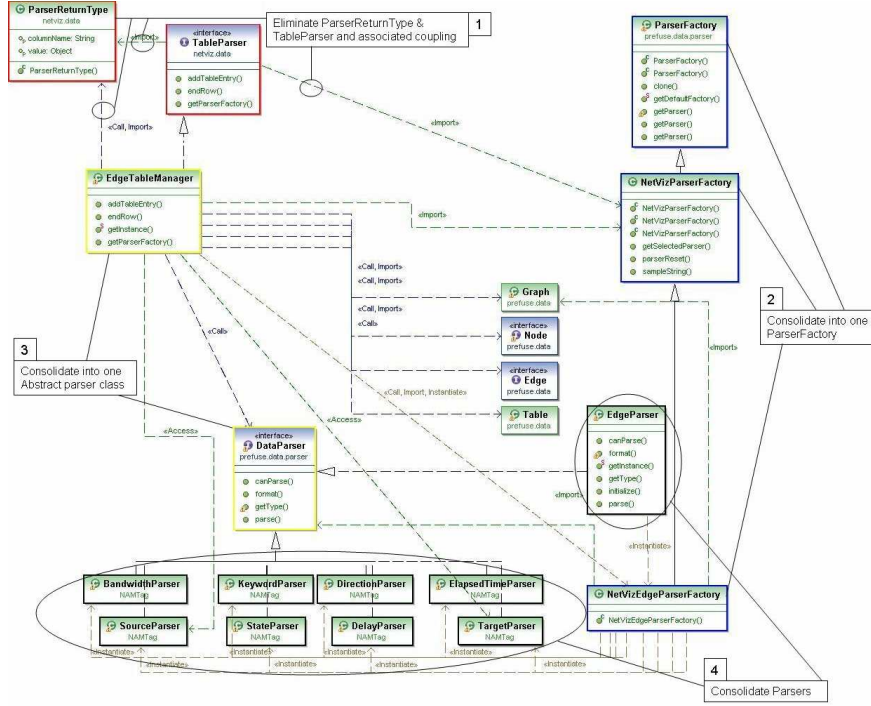 ParserReturnType
netviz.data
columnName: String
value: Object
ParserReturnType()
«interface»
TableParser
netviz.data
addTableEntry()
endRow()
getParserFactory()
Eliminate ParserReturnType &
TableParser and associated coupling
1
ParserFactory
prefuse.data.parser
ParserFactory()
ParserFactory()
clone()
getDefaultFactory()
getParser()
getParser()
getParser()
«Import»
«Call, Import»
EdgeTableManager
addTableEntry()
endRow()
getInstance()
getParserFactory()
«Import»
«Import»
NetVizParserFactory
NetVizParserFactory()
NetVizParserFactory()
NetVizParserFactory()
getSelectedParser()
parserReset()
sampleString()
«Call, Import»
«Call, Import»
«Call, Import»
«Call»
Graph
prefuse.data
«interface»
Node
prefuse.data
«interface»
Edge
prefuse.data
Table
prefuse.data
2
Consolidate into one
ParserFactory
3
Consolidate into one
Abstract parser class
«Call»
«Import»
«Call, Import, Instantiate»
«Access»
«Access»
«interface»
DataParser
prefuse.data.parser
canParse()
format()
getType()
parse()
EdgeParser
canParse()
format()
getInstance()
getType()
initialize()
parse()
«Import»
«Instantiate»
BandwidthParser
NAMTag
KeywordParser
NAMTag
DirectionParser
NAMTag
ElapsedTimeParser
NAMTag
SourceParser
NAMTag
StateParser
NAMTag
DelayParser
NAMTag
TargetParser
NAMTag
NetVizEdgeParserFactory
NetVizEdgeParserFactory()
«Instantiate»
«Instantiate»
«Instantiate»
«Instantiate»
«Instantiate»
«Instantiate»
«Instantiate»
4
Consolidate Parsers